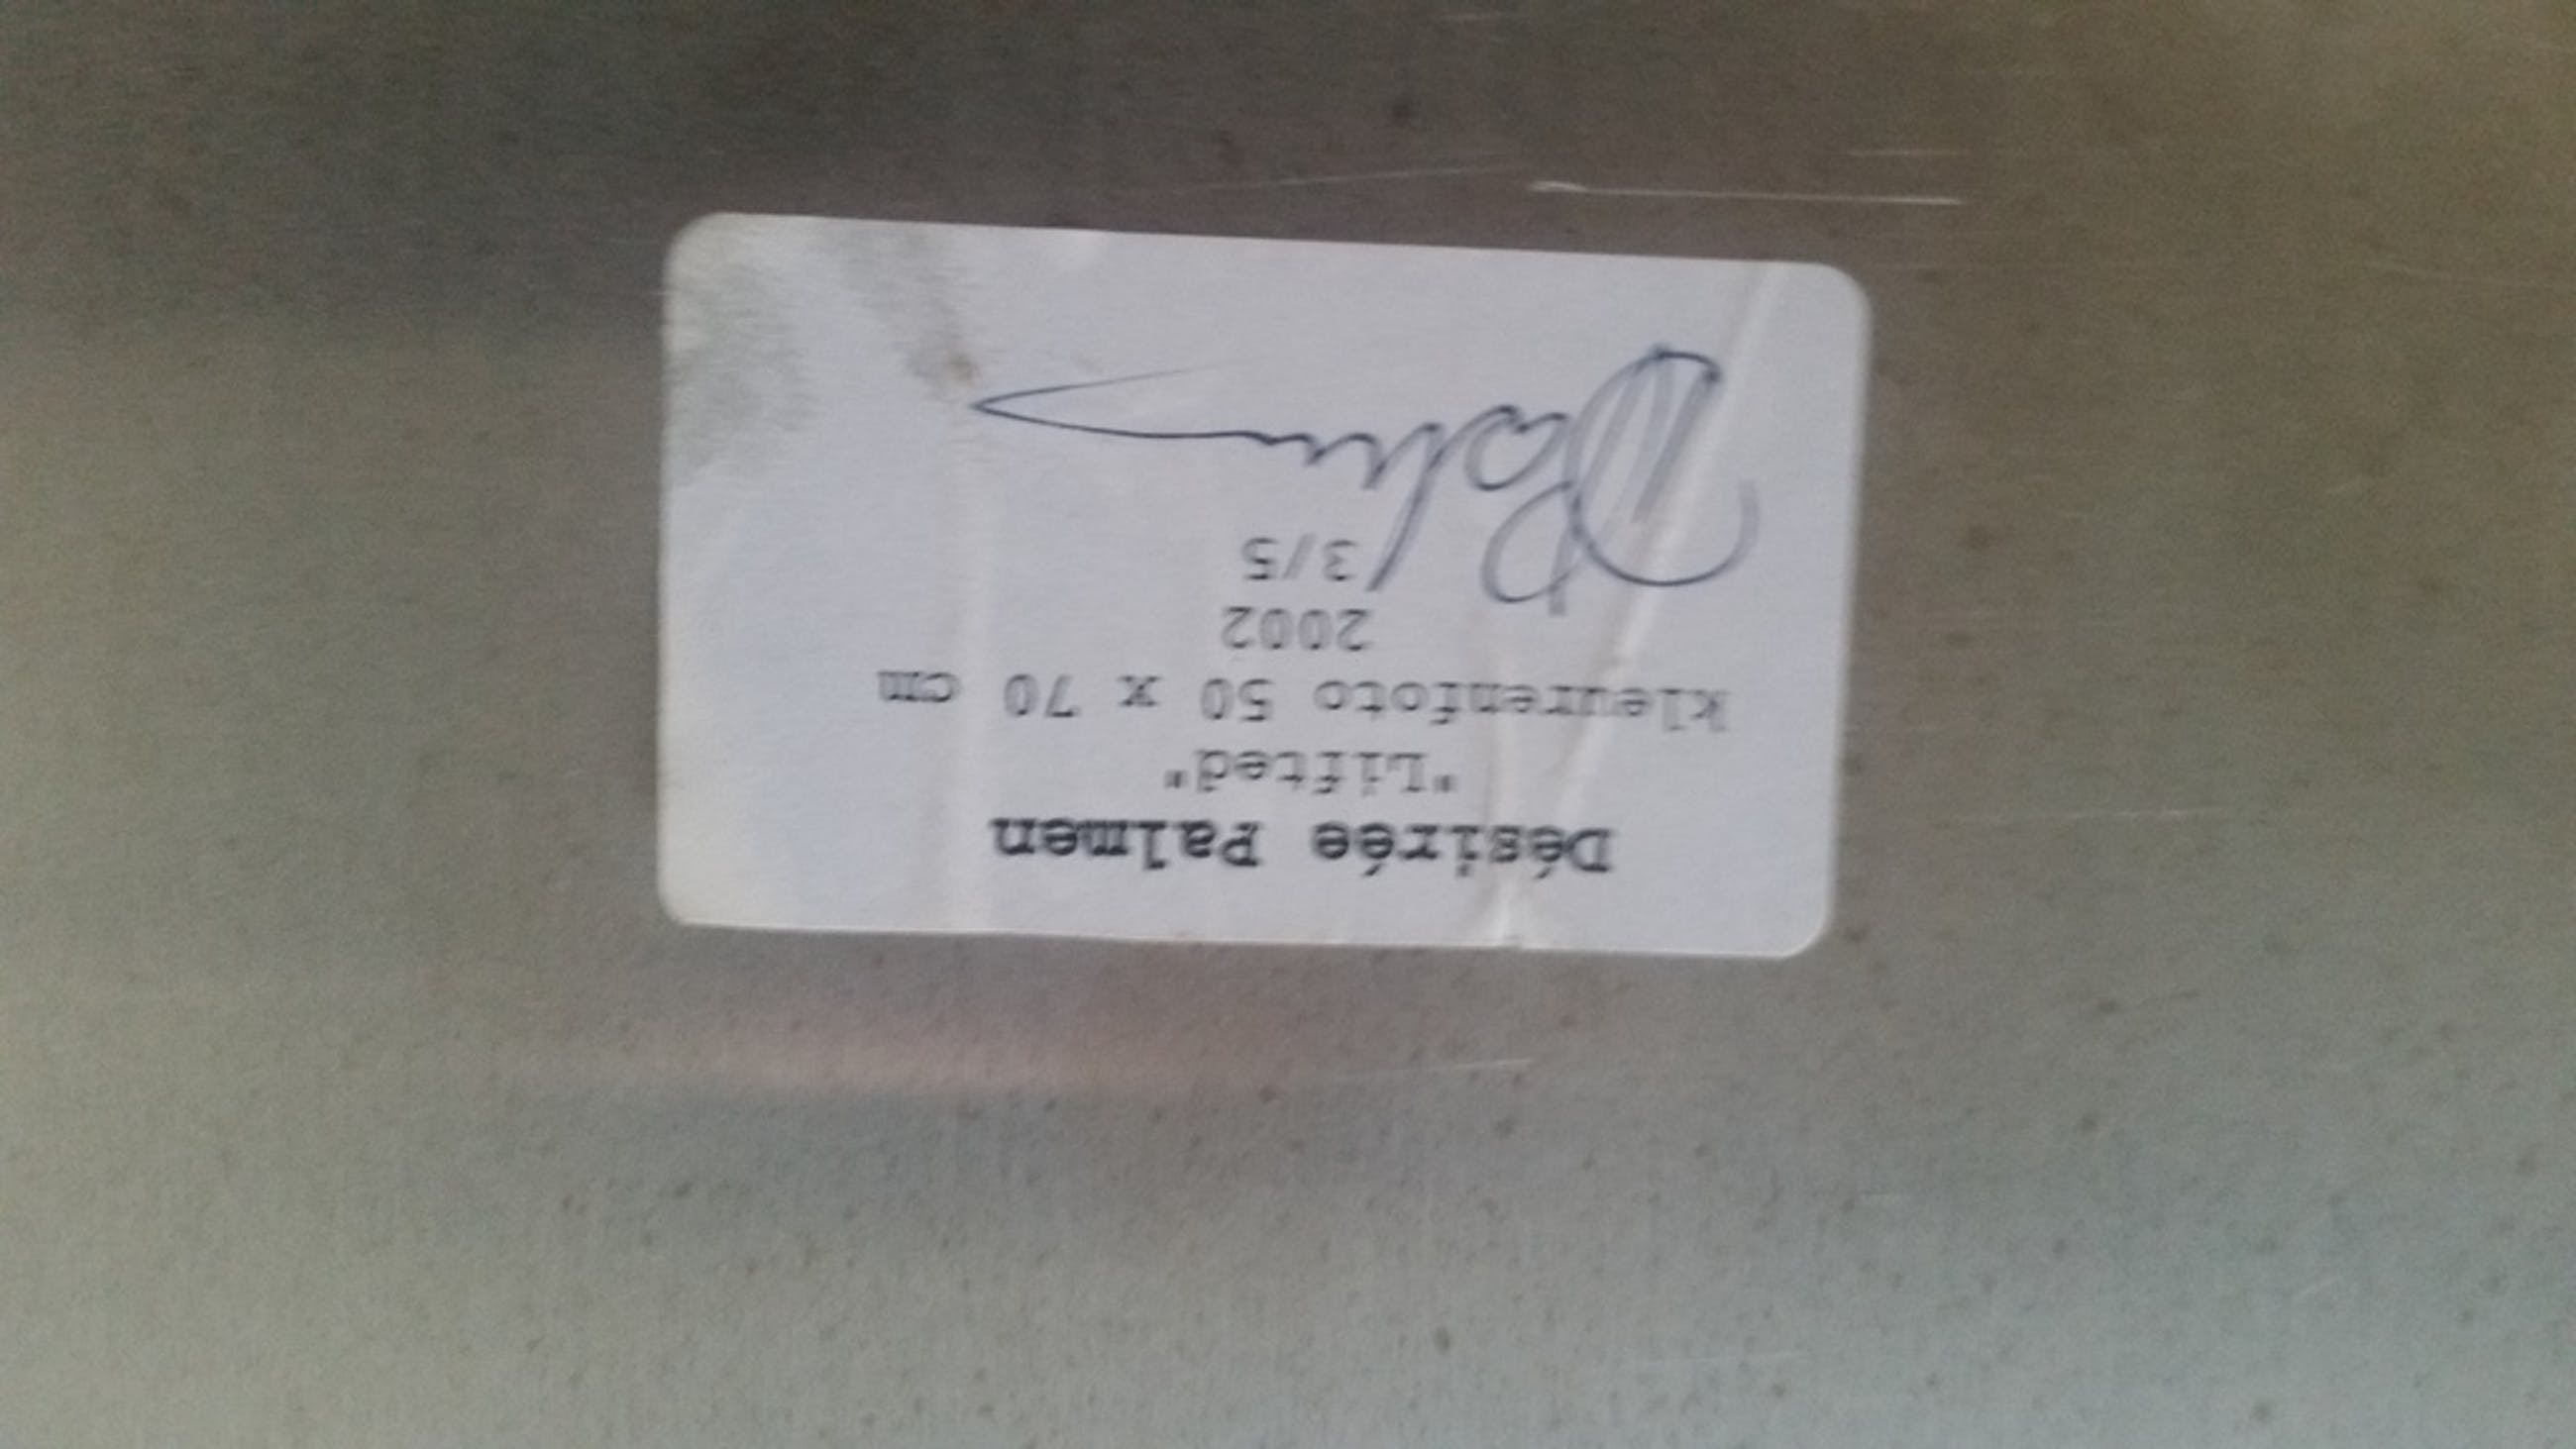 Désirée Palmen
"Lifted"
kleurenfoto 50 x 70 cm
2002
3/5